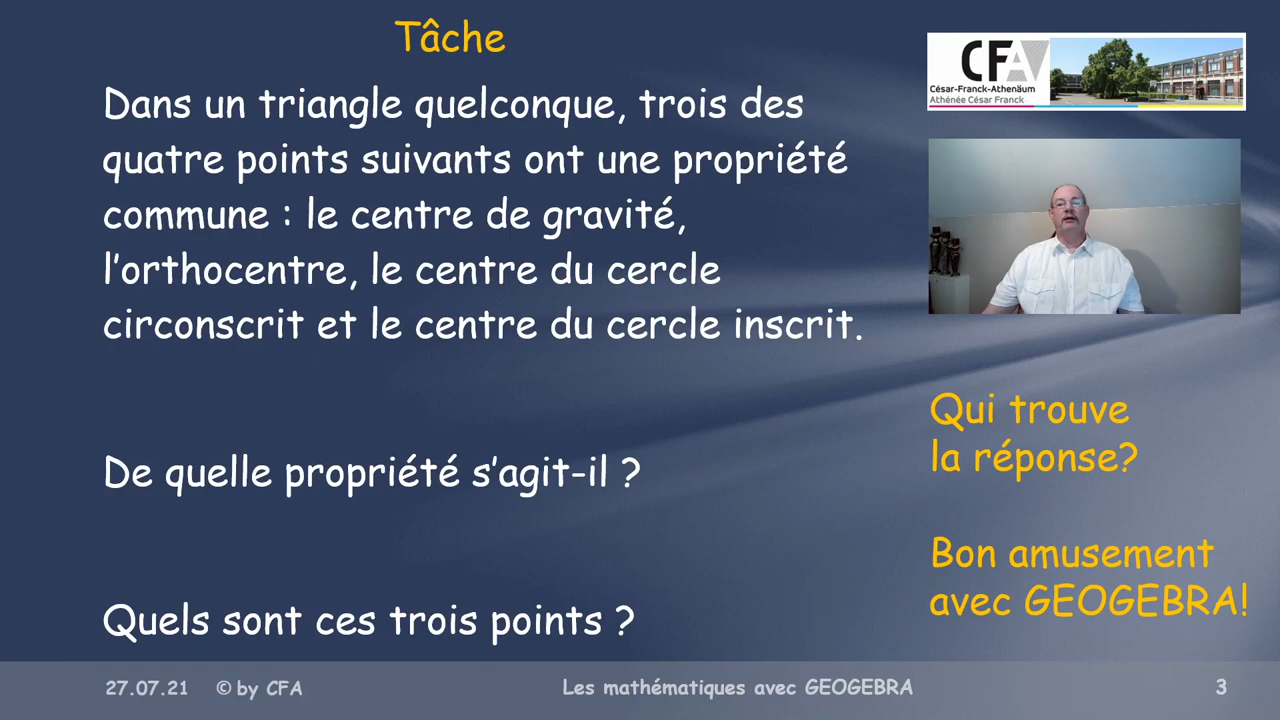 Tâche
Dans un triangle quelconque, trois des
quatre points suivants ont une propriété
commune : le centre de gravité,
l’orthocentre, le centre du cercle
circonscrit et le centre du cercle inscrit.
De quelle propriété s’agit-il ?
Quels sont ces trois points ?
CFA
César-Franck-Athenäum
Athénée César Franck
Qui trouve
la réponse?
Bon amusement
avec GEOGEBRA!
27.07.21 © by CFA Les mathématiques avec GEOGEBRA 3